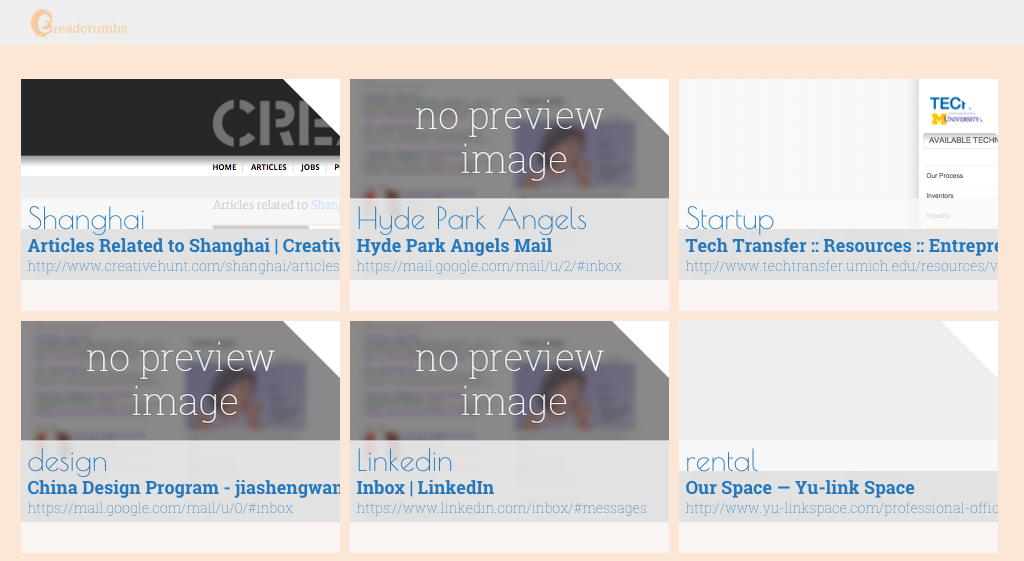 Breadcrumbs
CREA
HOME ARTICLES JOBS
Articles related to Shang
Shanghai
Articles Related to Shanghai | Creativ
http://www.creativehunt.com/shanghai/articles
no preview
image
Hyde Park Angels
Hyde Park Angels Mail
https://mail.google.com/mail/u/2/#inbox
TECH
UNIVERSITY
AVAILABLE TECHN
Our Process
Inventors
Industry
Startup
Tech Transfer :: Resources :: Entrepre
http://www.techtransfer.umich.edu/resources/v
no preview
image
design
China Design Program - jiashengwan
https://mail.google.com/mail/u/0/#inbox
no preview
image
Linkedin
Inbox | LinkedIn
https://www.linkedin.com/inbox/#messages
rental
Our Space — Yu-link Space
http://www.yu-linkspace.com/professional-offic